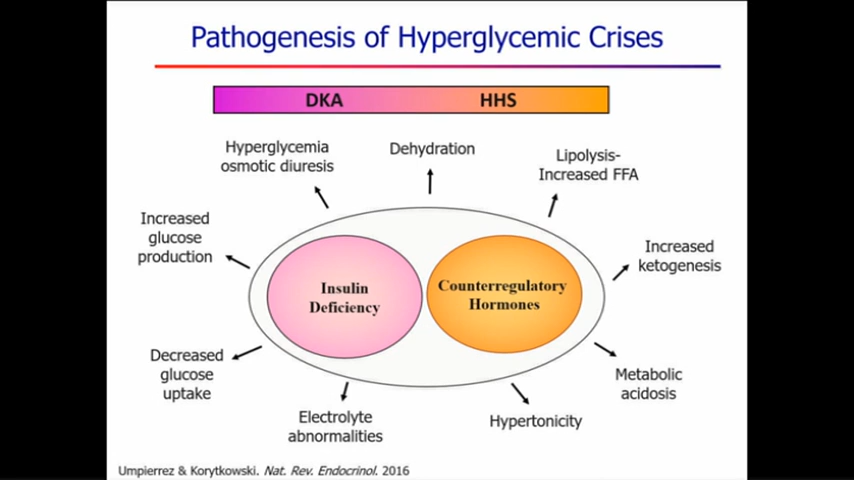 Pathogenesis of Hyperglycemic Crises
DKA HHS
Hyperglycemia
osmotic diuresis
Dehydration
Lipolysis-
Increased FFA
Increased
glucose
production
Increased
ketogenesis
Insulin
Deficiency
Counterregulatory
Hormones
Decreased
glucose
uptake
Metabolic
acidosis
Electrolyte
abnormalities
Hypertonicity
Umpierrez & Korytkowski. Nat. Rev. Endocrinol. 2016